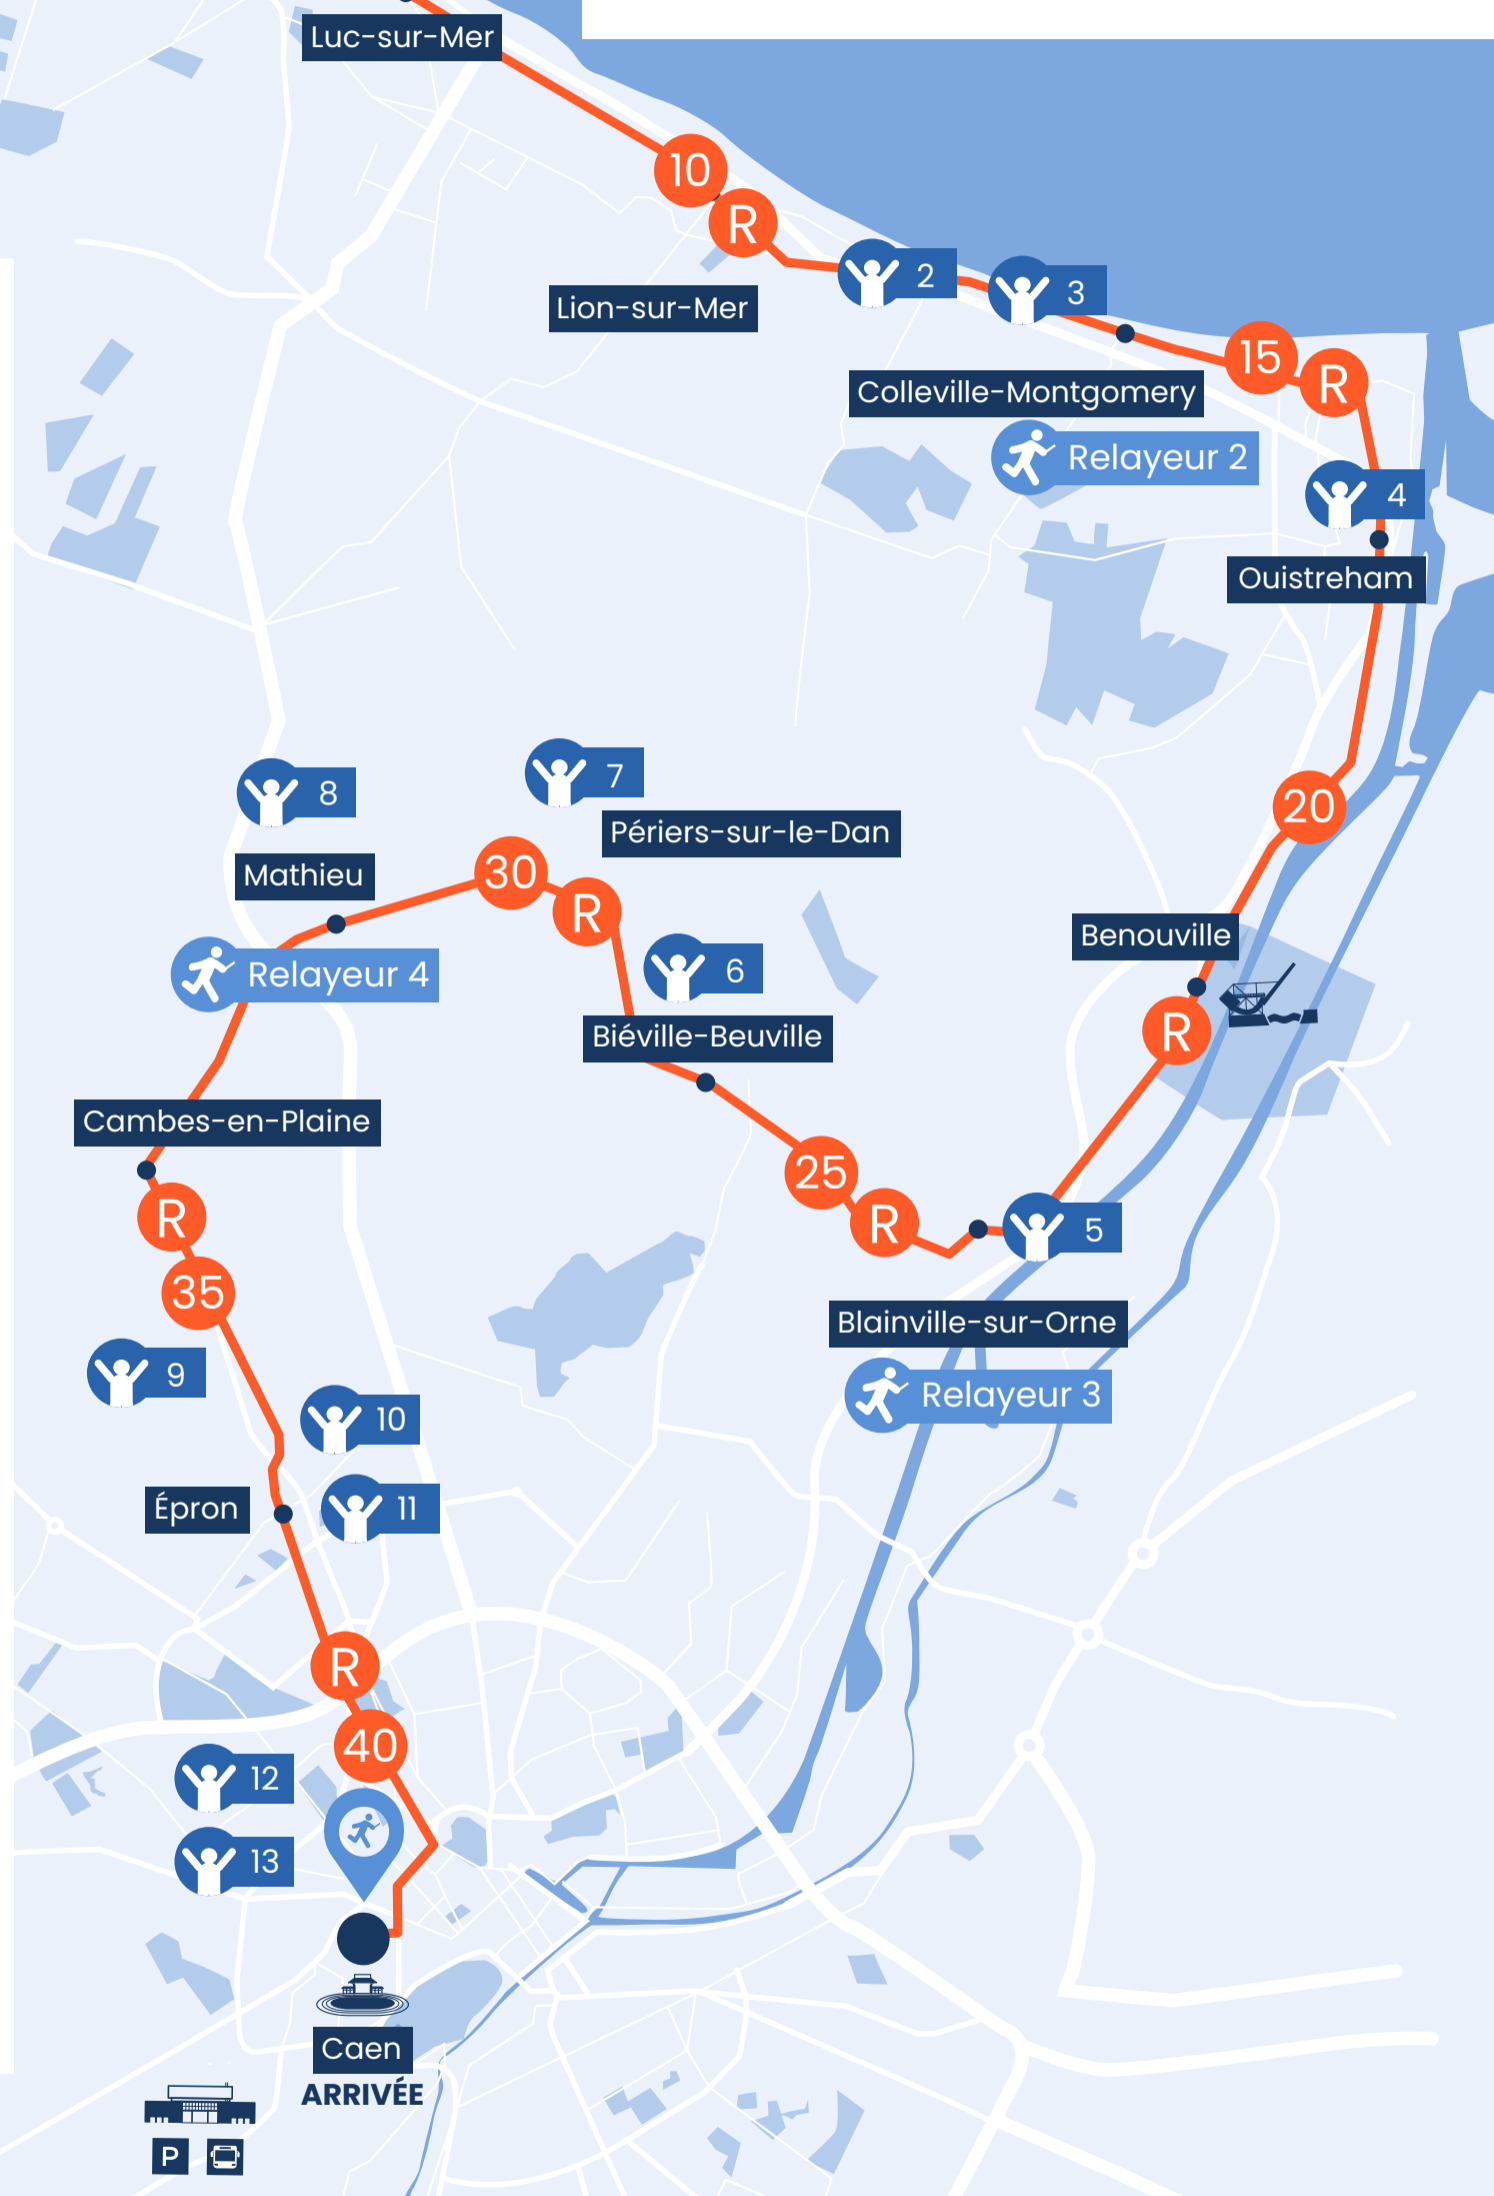 Luc-sur-Mer
10
R
2
3
Lion-sur-Mer
15
R
Colleville-Montgomery
Relayeur 2
4
Ouistreham
7
8
20
Périers-sur-le-Dan
30
Mathieu
R
Benouville
6
Relayeur 4
R
Biéville-Beuville
Cambes-en-Plaine
25
R
R
5
35
Blainville-sur-Orne
9
Relayeur 3
10
Épron
11
R
40
12
13
Caen
ARRIVÉE
P